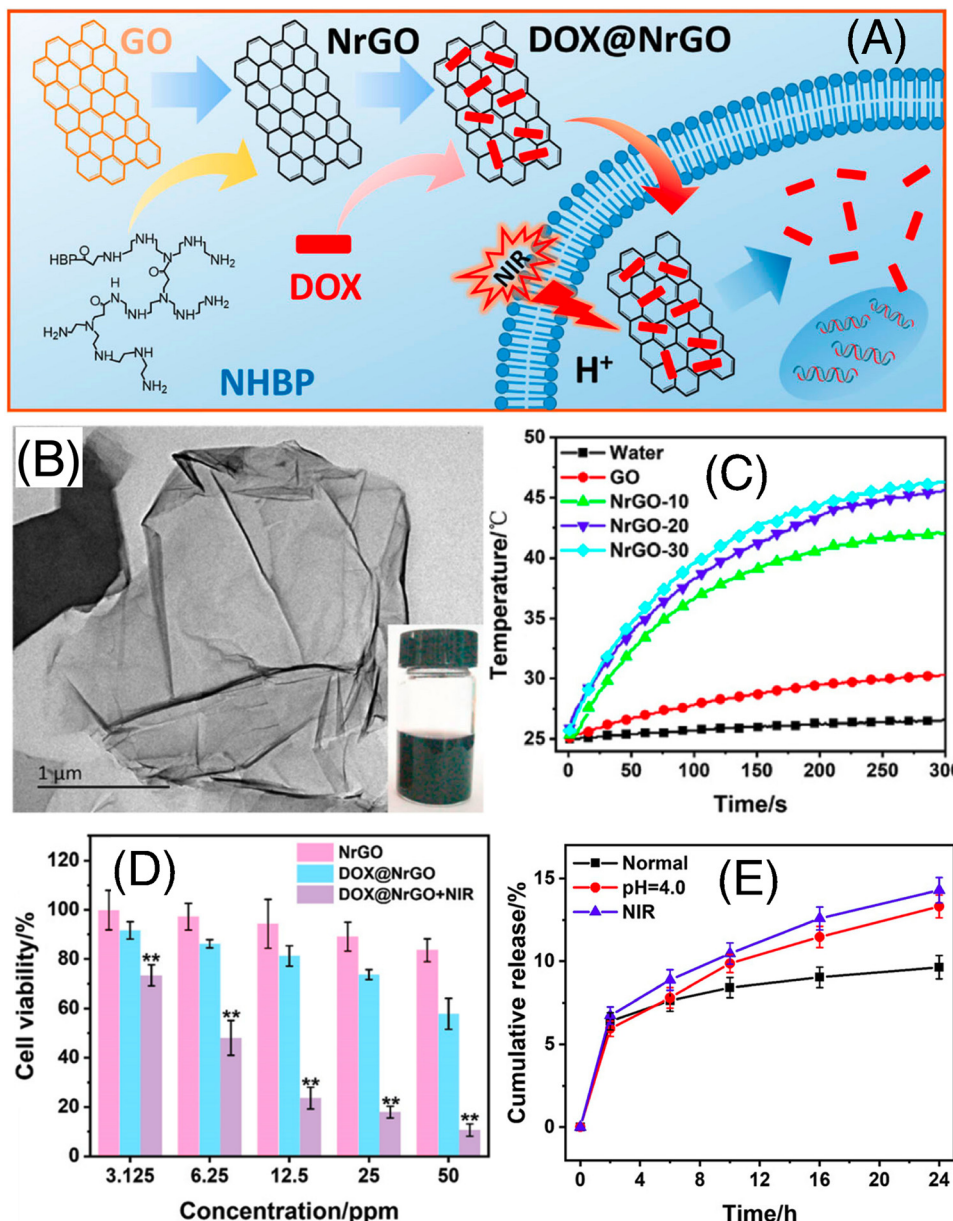 GO
NrGO
DOX@NrGO
(A)
HBP
O
NH
NH
N
NH
NH
NH₂
O
H
N
O
NH
NH
N
NH
NH₂
H₂N
N
NH
NH
NH₂
DOX
NHBP
NIR
H⁺
(B)
1 μm
(C)
Water
GO
NrGO-10
NrGO-20
NrGO-30
Temperature/℃
50
45
40
35
30
25
0
50
100
150
200
250
300
Time/s
(D)
NrGO
DOX@NrGO
DOX@NrGO+NIR
Cell viability/%
120
100
80
60
40
20
0
**
**
**
**
**
3.125
6.25
12.5
25
50
Concentration/ppm
(E)
Normal
pH=4.0
NIR
Cumulative release/%
15
10
5
0
0
4
8
12
16
20
24
Time/h